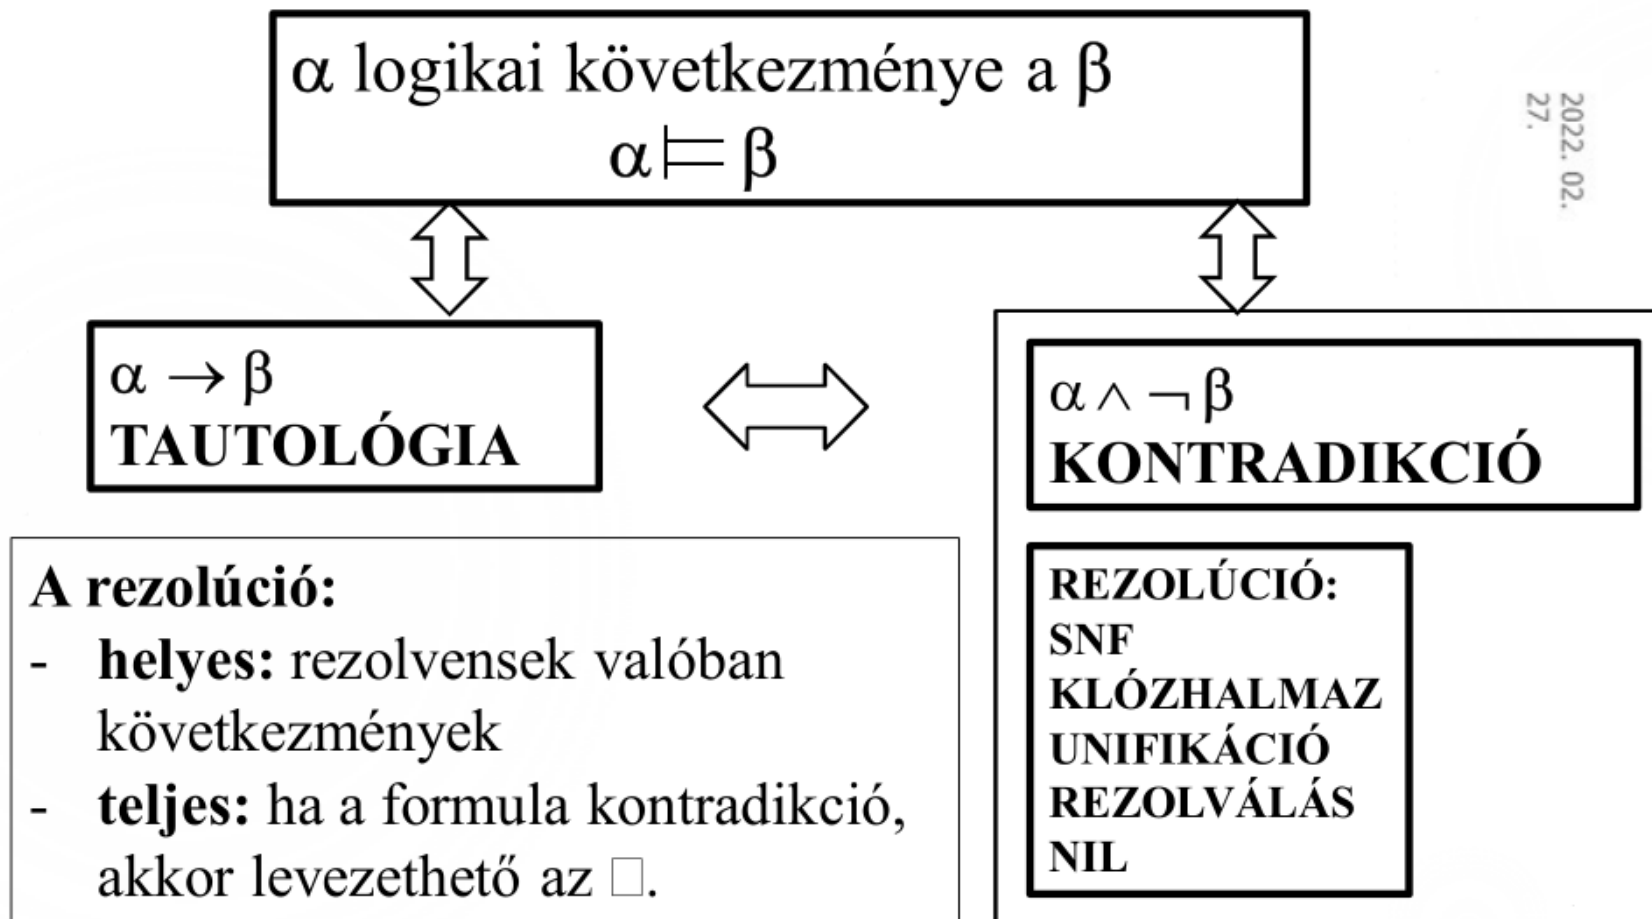 α logikai következménye a β
α ⊨ β
2022. 02.
27.
α → β
TAUTOLÓGIA
α ∧ ¬ β
KONTRADIKCIÓ
A rezolúció:
- helyes: rezolvensek valóban
következmények
- teljes: ha a formula kontradikció,
akkor levezethető az □.
REZOLÚCIÓ:
SNF
KLÓZHALMAZ
UNIFIKÁCIÓ
REZOLVÁLÁS
NIL